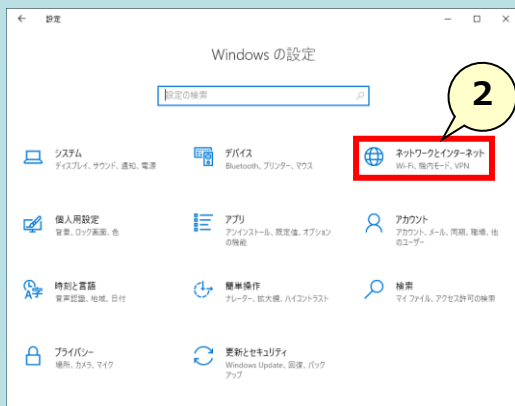 設定
Windows の設定
設定の検索
2
システム
ディスプレイ、サウンド、通知、電源
デバイス
Bluetooth、プリンター、マウス
ネットワークとインターネット
Wi-Fi、機内モード、VPN
個人用設定
背景、ロック画面、色
アプリ
アンインストール、既定値、オプション
の機能
アカウント
アカウント、メール、同期、職場、他
のユーザー
時刻と言語
音声認識、地域、日付
簡単操作
ナレーター、拡大鏡、ハイコントラスト
検索
マイ ファイル、アクセス許可の検索
プライバシー
場所、カメラ、マイク
更新とセキュリティ
Windows Update、回復、バック
アップ